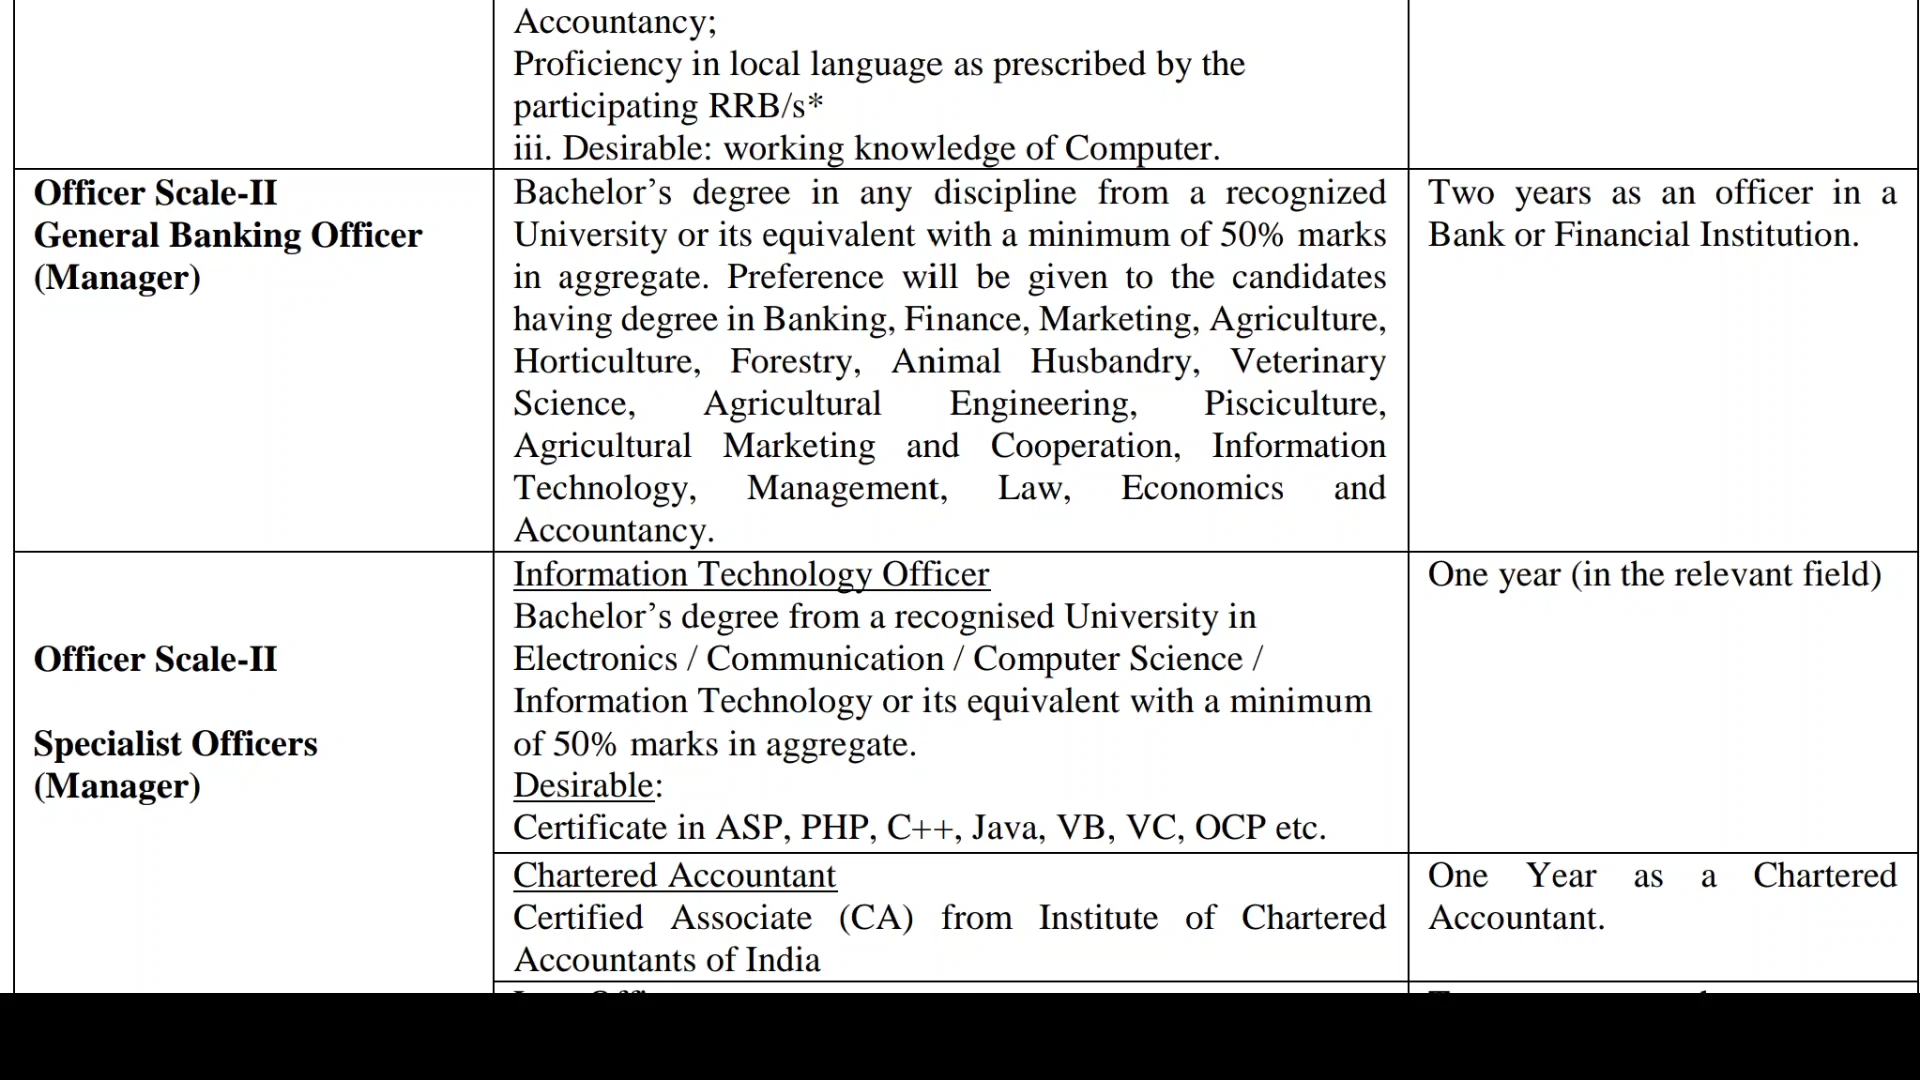 Accountancy;
Proficiency in local language as prescribed by the
participating RRB/s*
iii. Desirable: working knowledge of Computer.
Officer Scale-II
General Banking Officer
(Manager)
Bachelor’s degree in any discipline from a recognized
University or its equivalent with a minimum of 50% marks
in aggregate. Preference will be given to the candidates
having degree in Banking, Finance, Marketing, Agriculture,
Horticulture, Forestry, Animal Husbandry, Veterinary
Science, Agricultural Engineering, Pisciculture,
Agricultural Marketing and Cooperation, Information
Technology, Management, Law, Economics and
Accountancy.
Two years as an officer in a
Bank or Financial Institution.
Officer Scale-II
Specialist Officers
(Manager)
Information Technology Officer
Bachelor’s degree from a recognised University in
Electronics / Communication / Computer Science /
Information Technology or its equivalent with a minimum
of 50% marks in aggregate.
Desirable:
Certificate in ASP, PHP, C++, Java, VB, VC, OCP etc.
One year (in the relevant field)
Chartered Accountant
Certified Associate (CA) from Institute of Chartered
Accountants of India
One Year as a Chartered
Accountant.